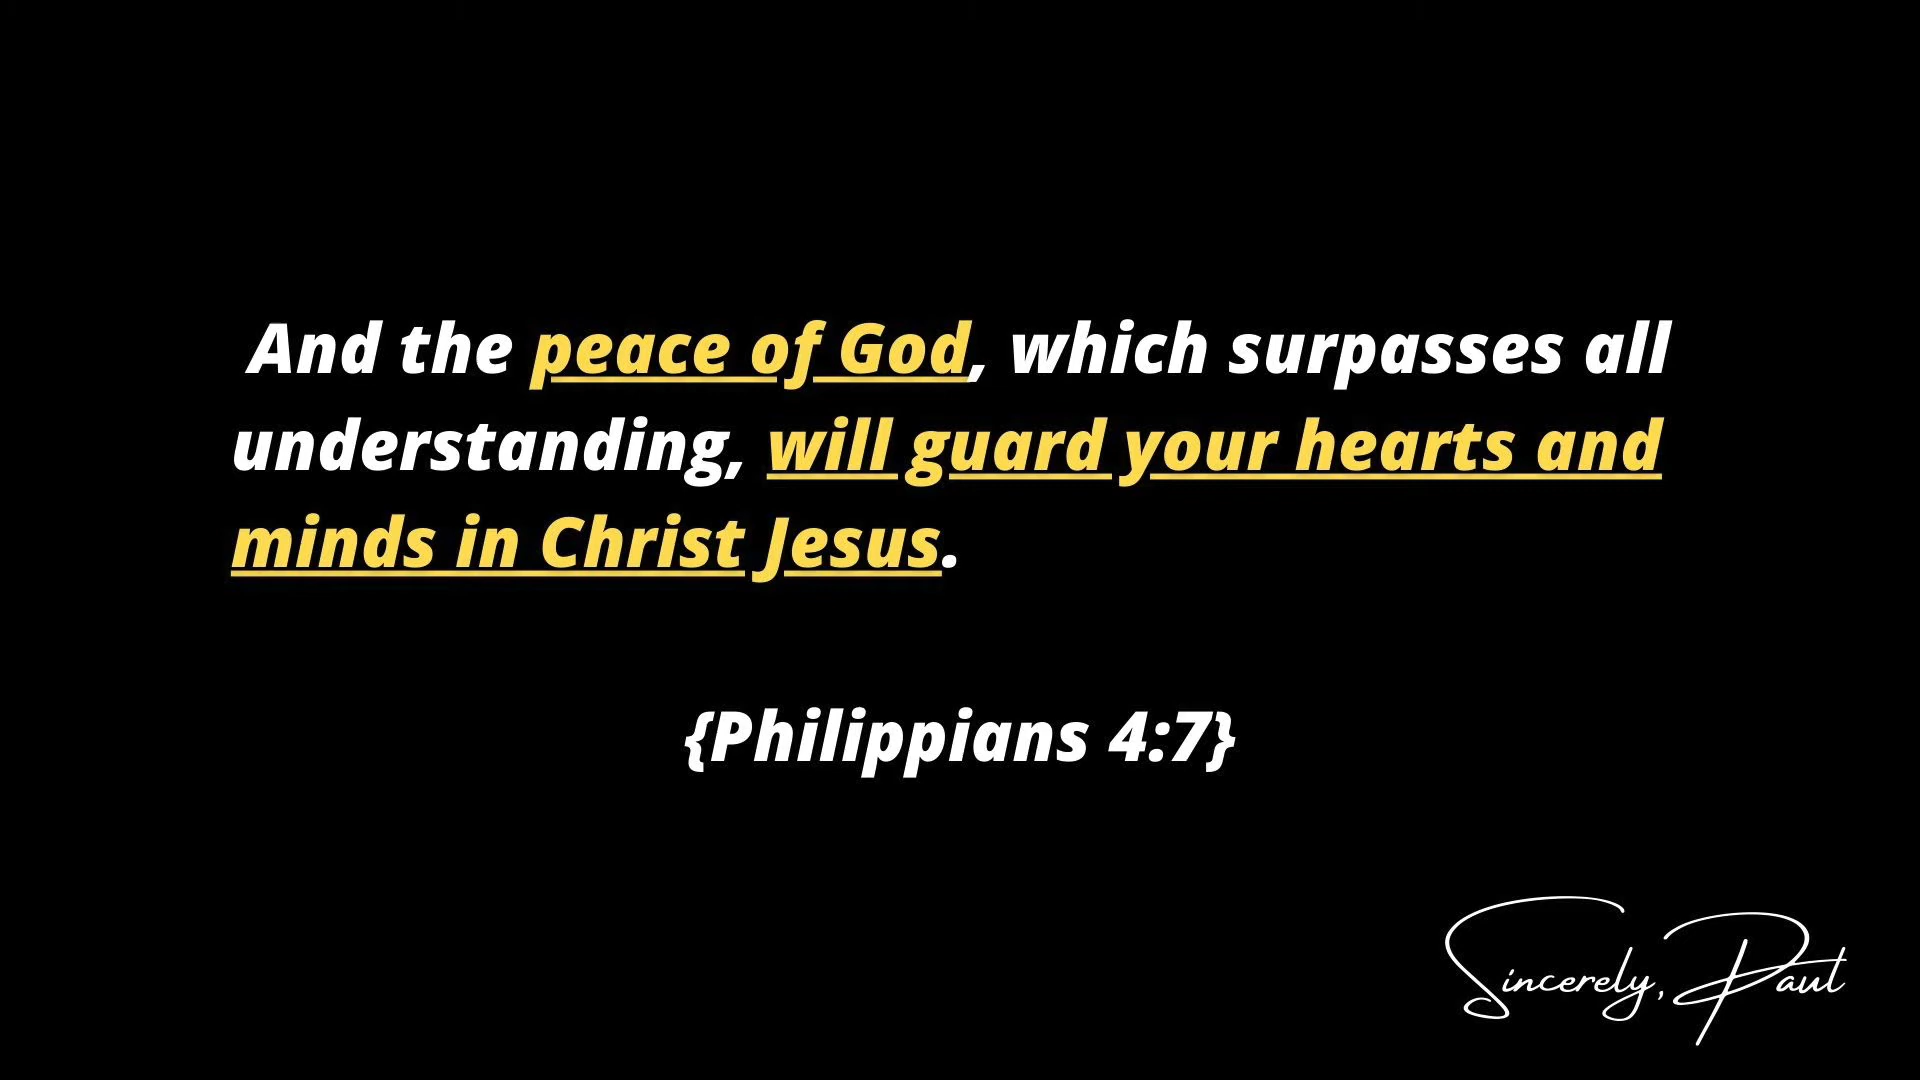 And the peace of God, which surpasses all
understanding, will guard your hearts and
minds in Christ Jesus.
{Philippians 4:7}
Sincerely, Paul